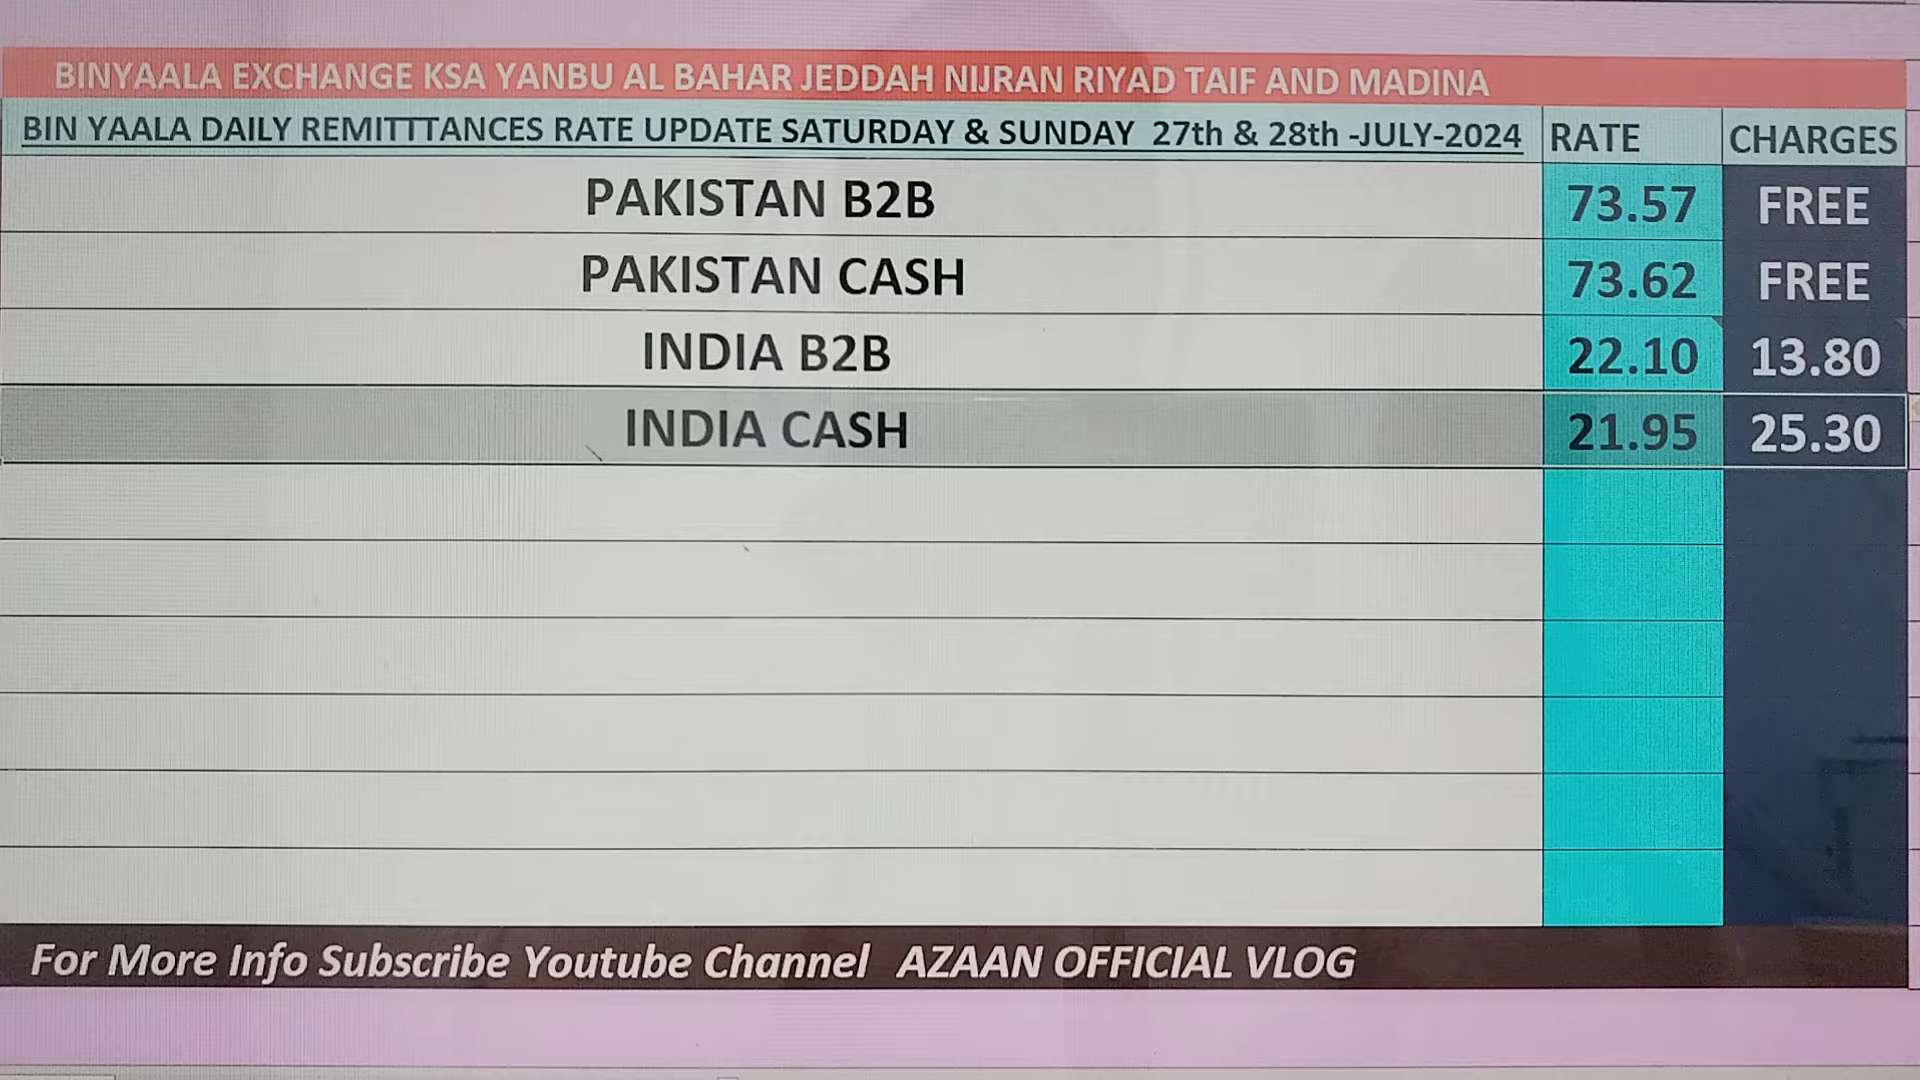 BINYAALA EXCHANGE KSA YANBU AL BAHAR JEDDAH NIJRAN RIYAD TAIF AND MADINA
BIN YAALA DAILY REMITTTANCES RATE UPDATE SATURDAY & SUNDAY 27th & 28th -JULY-2024 RATE CHARGES
PAKISTAN B2B 73.57 FREE
PAKISTAN CASH 73.62 FREE
INDIA B2B 22.10 13.80
INDIA CASH 21.95 25.30
For More Info Subscribe Youtube Channel AZAAN OFFICIAL VLOG